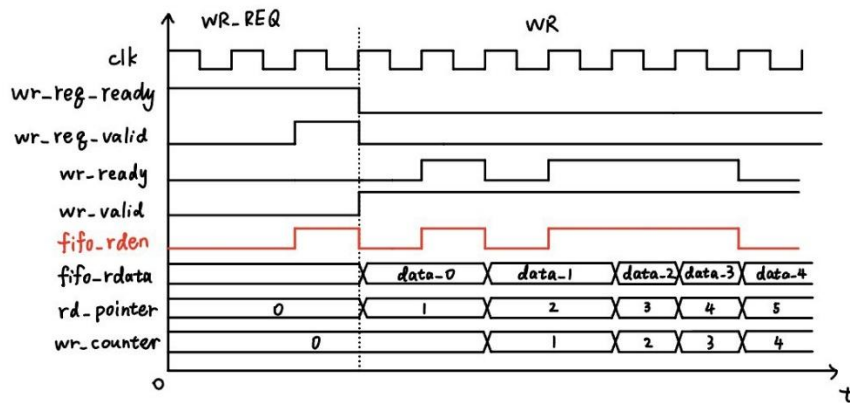 WR_REQ WR
clk
wr_req_ready
wr_req_valid
wr_ready
wr_valid
fifo_rden
fifo_rdata data_0 data_1 data_2 data_3 data_4
rd_pointer 0 1 2 3 4 5
wr_counter 0 1 2 3 4
0 t